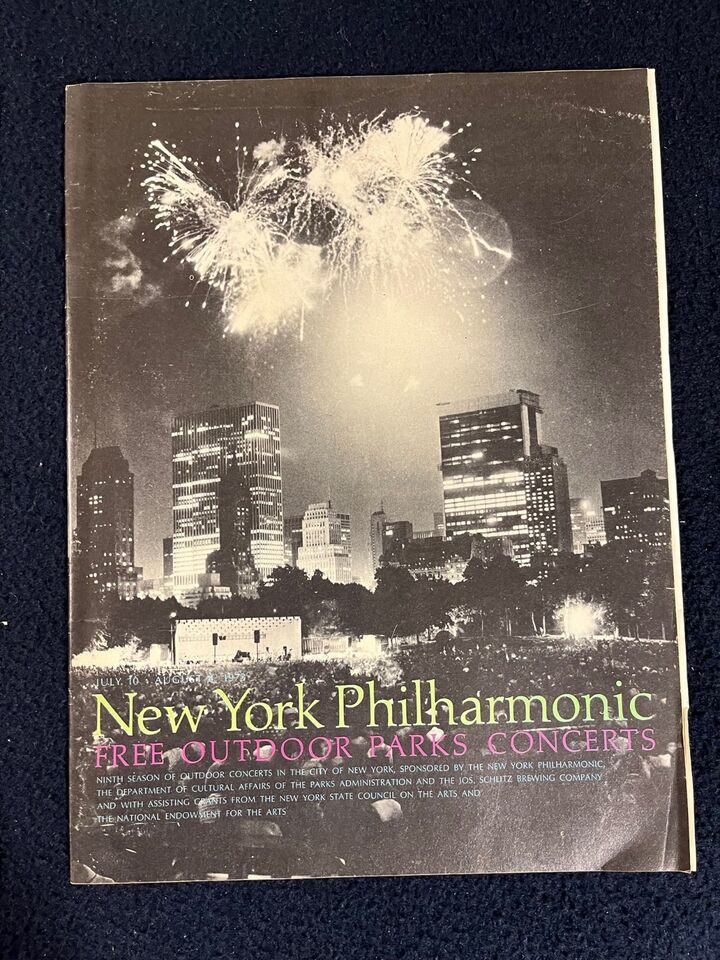 JULY 10 - AUGUST 4, 1973
New York Philharmonic
FREE OUTDOOR PARKS CONCERTS
NINTH SEASON OF OUTDOOR CONCERTS IN THE CITY OF NEW YORK, SPONSORED BY THE NEW YORK PHILHARMONIC,
THE DEPARTMENT OF CULTURAL AFFAIRS OF THE PARKS ADMINISTRATION AND THE JOS. SCHLITZ BREWING COMPANY
AND WITH ASSISTING GRANTS FROM THE NEW YORK STATE COUNCIL ON THE ARTS AND
THE NATIONAL ENDOWMENT FOR THE ARTS